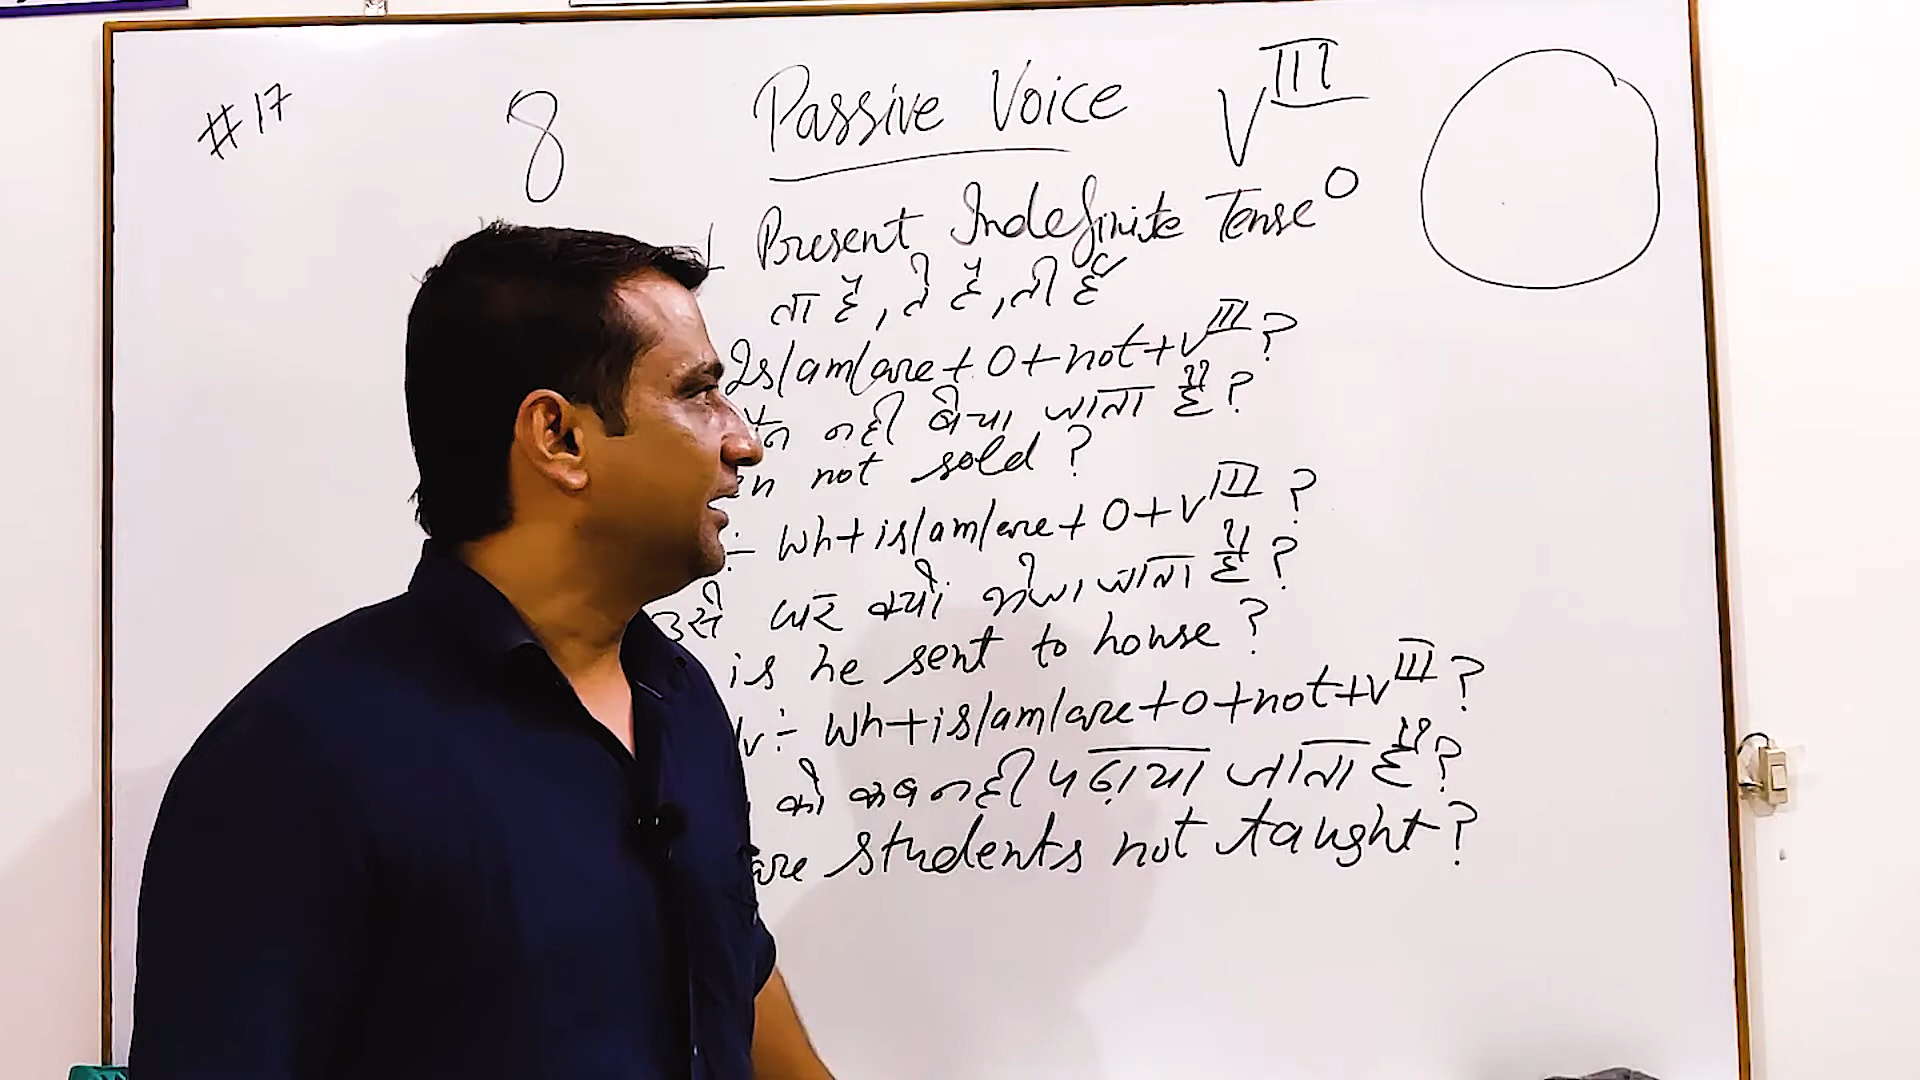 #17
8 Passive Voice V III
Present Indefinite Tense O
ता है, ते हैं, ती है
Is/am/are + O + not + V III ?
नहीं बेचा जाता है ?
not sold ?
:- Wh + is/am/are + O + V III ?
उसे घर क्यों भेजा जाता है ?
is he sent to house ?
Iv :- Wh + is/am/are + O + not + V III ?
को कब नहीं पढ़ाया जाता है ?
are students not taught ?